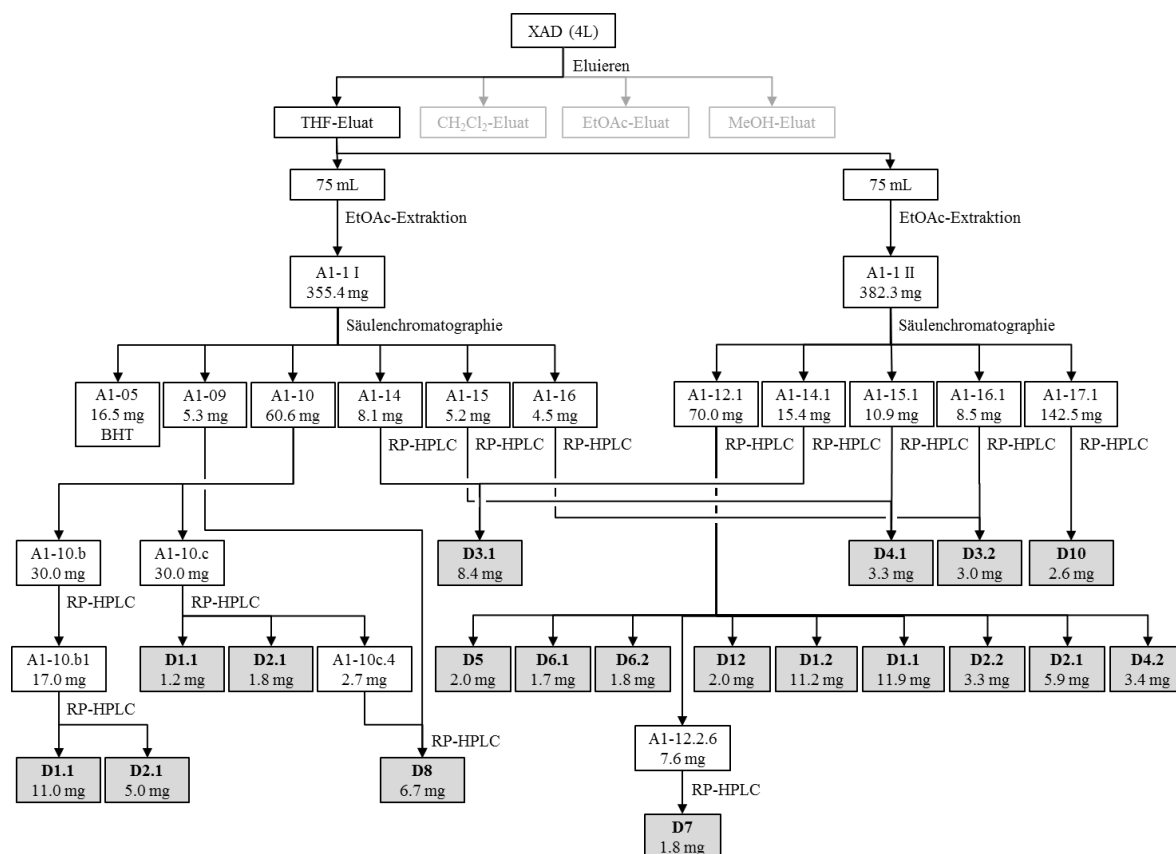 XAD (4L)
Eluieren
THF-Eluat
CH₂Cl₂-Eluat
EtOAc-Eluat
MeOH-Eluat
75 mL
75 mL
EtOAc-Extraktion
EtOAc-Extraktion
A1-1 I
355.4 mg
A1-1 II
382.3 mg
Säulenchromatographie
Säulenchromatographie
A1-05
16.5 mg
BHT
A1-09
5.3 mg
A1-10
60.6 mg
A1-14
8.1 mg
A1-15
5.2 mg
A1-16
4.5 mg
A1-12.1
70.0 mg
A1-14.1
15.4 mg
A1-15.1
10.9 mg
A1-16.1
8.5 mg
A1-17.1
142.5 mg
RP-HPLC
RP-HPLC
RP-HPLC
RP-HPLC
RP-HPLC
RP-HPLC
RP-HPLC
RP-HPLC
A1-10.b
30.0 mg
A1-10.c
30.0 mg
D3.1
8.4 mg
D4.1
3.3 mg
D3.2
3.0 mg
D10
2.6 mg
RP-HPLC
RP-HPLC
A1-10.b1
17.0 mg
D1.1
1.2 mg
D2.1
1.8 mg
A1-10c.4
2.7 mg
D5
2.0 mg
D6.1
1.7 mg
D6.2
1.8 mg
D12
2.0 mg
D1.2
11.2 mg
D1.1
11.9 mg
D2.2
3.3 mg
D2.1
5.9 mg
D4.2
3.4 mg
RP-HPLC
RP-HPLC
D1.1
11.0 mg
D2.1
5.0 mg
D8
6.7 mg
A1-12.2.6
7.6 mg
RP-HPLC
D7
1.8 mg